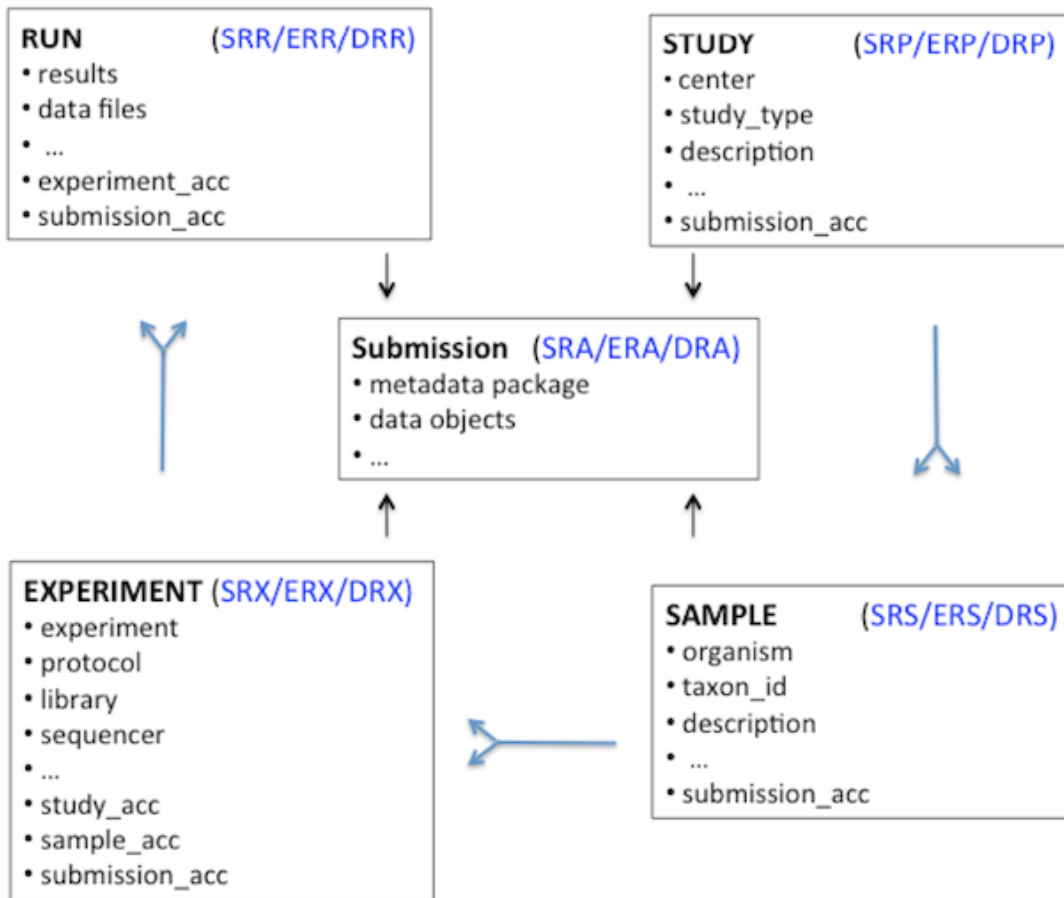 RUN (SRR/ERR/DRR)
• results
• data files
• ...
• experiment_acc
• submission_acc
STUDY (SRP/ERP/DRP)
• center
• study_type
• description
• ...
• submission_acc
Submission (SRA/ERA/DRA)
• metadata package
• data objects
• ...
EXPERIMENT (SRX/ERX/DRX)
• experiment
• protocol
• library
• sequencer
• ...
• study_acc
• sample_acc
• submission_acc
SAMPLE (SRS/ERS/DRS)
• organism
• taxon_id
• description
• ...
• submission_acc